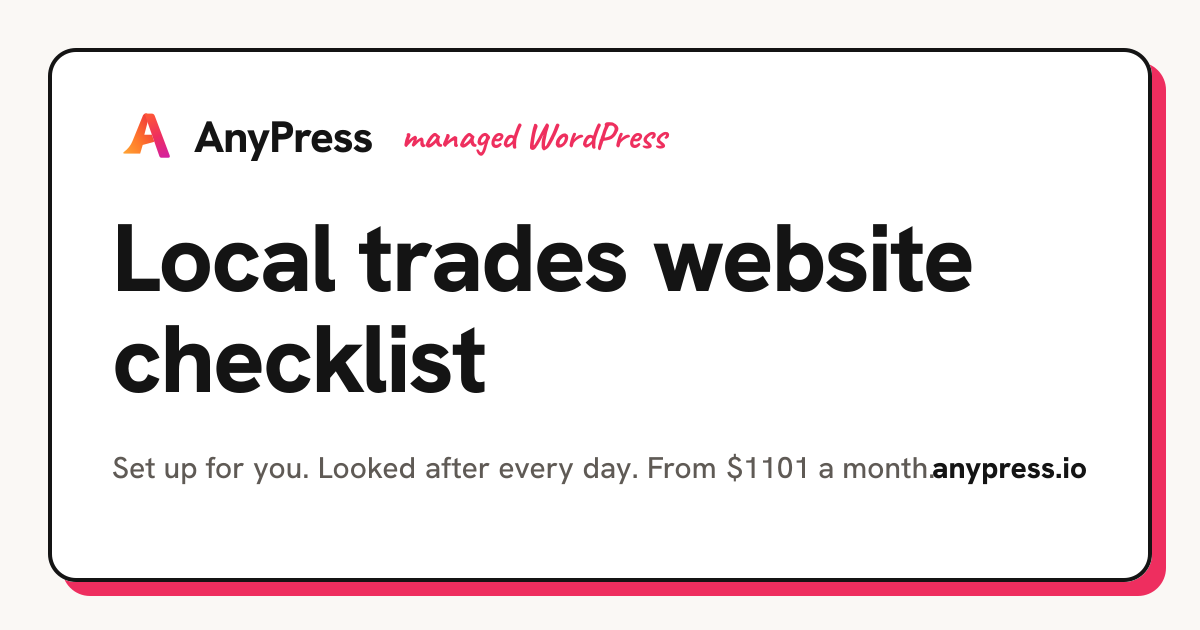 AnyPress managed WordPress
Local trades website
checklist
Set up for you. Looked after every day. From $1101 a month. anypress.io